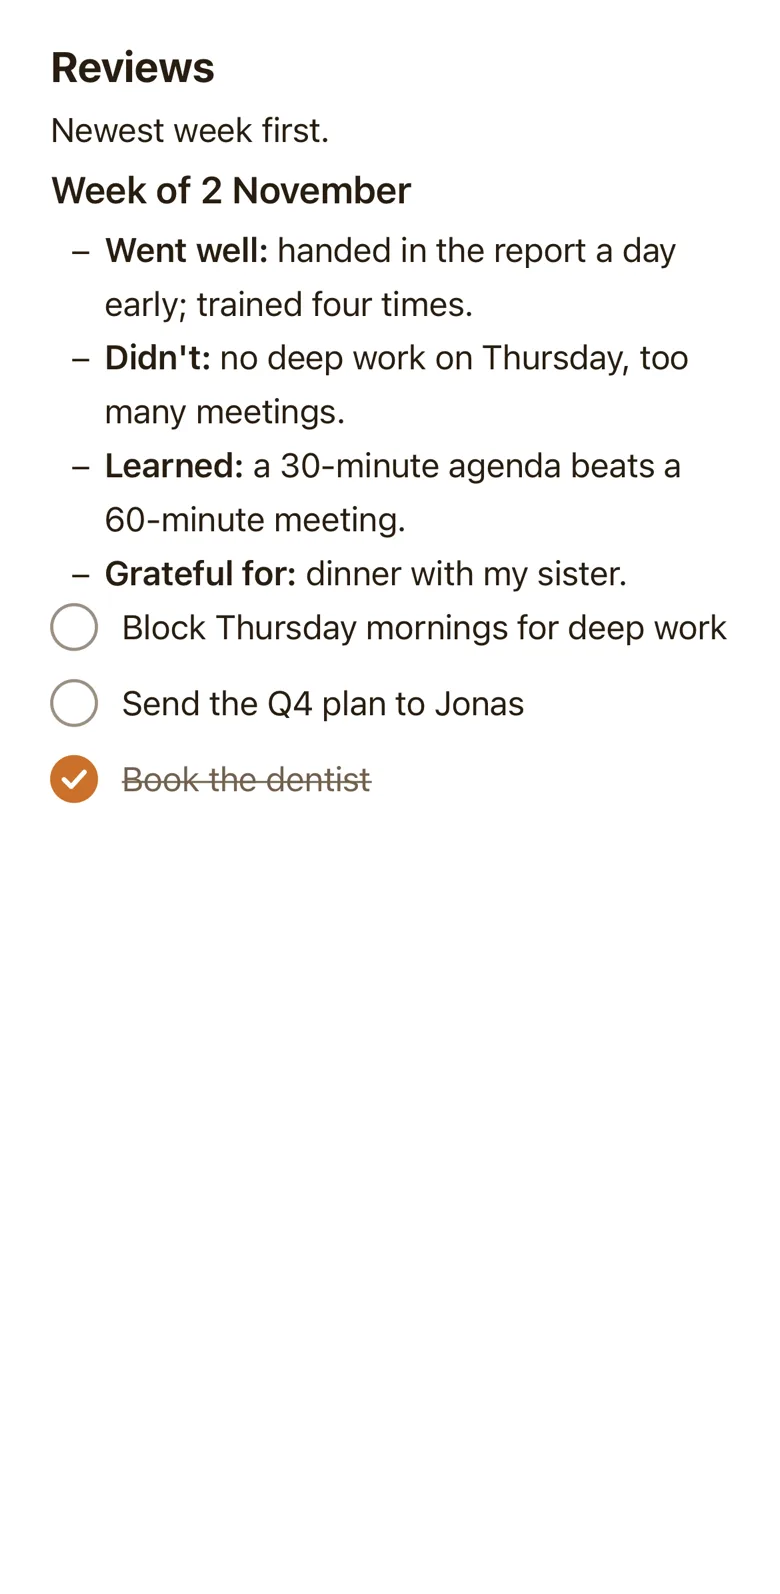 Reviews
Newest week first.
Week of 2 November
– Went well: handed in the report a day
early; trained four times.
– Didn't: no deep work on Thursday, too
many meetings.
– Learned: a 30-minute agenda beats a
60-minute meeting.
– Grateful for: dinner with my sister.
Block Thursday mornings for deep work
Send the Q4 plan to Jonas
Book the dentist